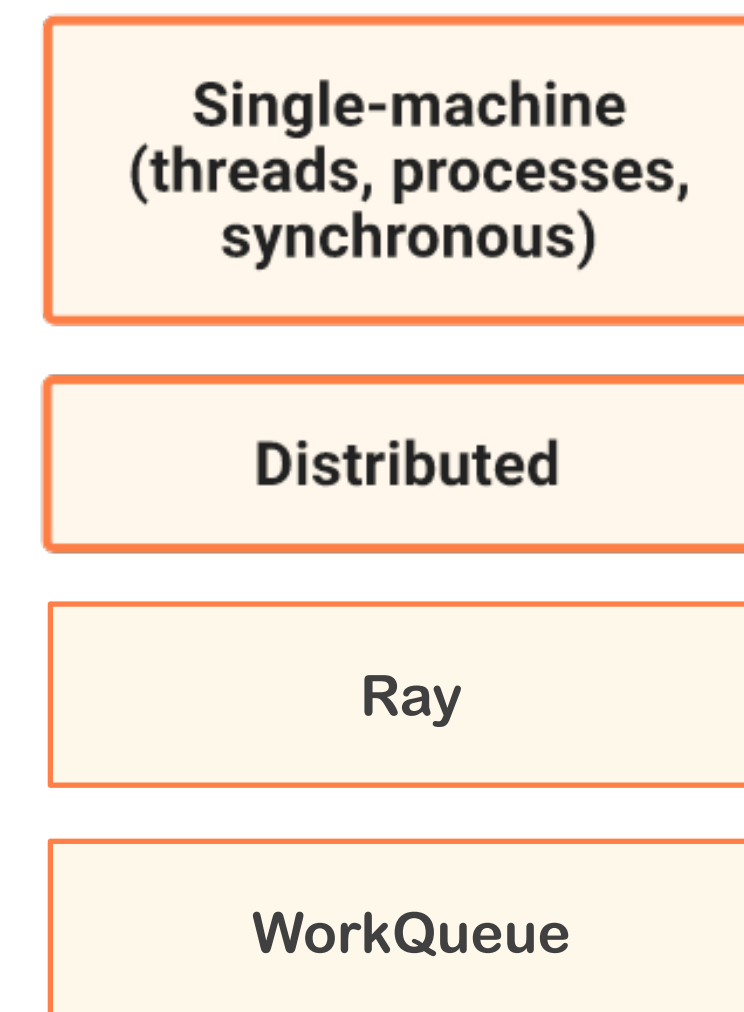 Single-machine
(threads, processes,
synchronous)
Distributed
Ray
WorkQueue